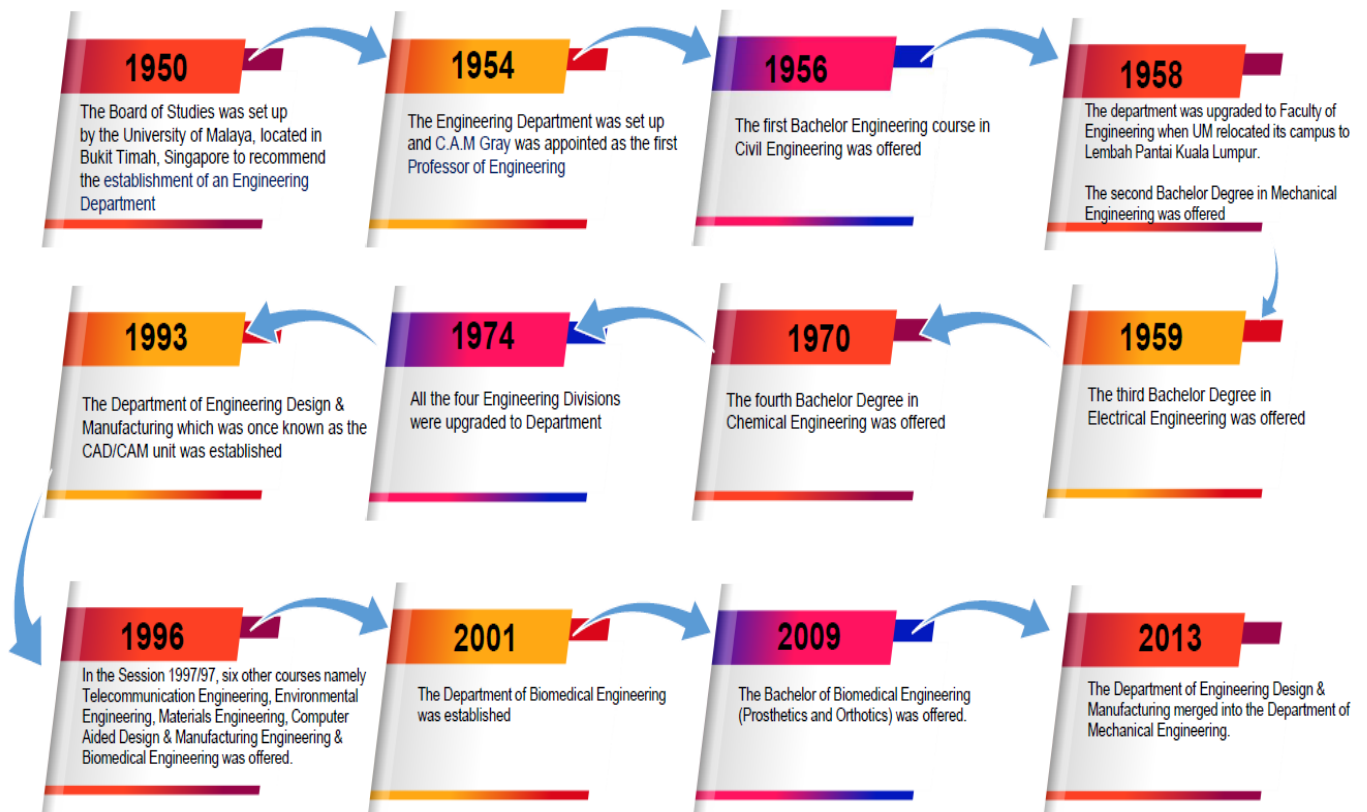 1950
The Board of Studies was set up
by the University of Malaya, located in
Bukit Timah, Singapore to recommend
the establishment of an Engineering
Department
1954
The Engineering Department was set up
and C.A.M Gray was appointed as the first
Professor of Engineering
1956
The first Bachelor Engineering course in
Civil Engineering was offered
1958
The department was upgraded to Faculty of
Engineering when UM relocated its campus to
Lembah Pantai Kuala Lumpur.
The second Bachelor Degree in Mechanical
Engineering was offered
1959
The third Bachelor Degree in
Electrical Engineering was offered
1970
The fourth Bachelor Degree in
Chemical Engineering was offered
1974
All the four Engineering Divisions
were upgraded to Department
1993
The Department of Engineering Design &
Manufacturing which was once known as the
CAD/CAM unit was established
1996
In the Session 1997/97, six other courses namely
Telecommunication Engineering, Environmental
Engineering, Materials Engineering, Computer
Aided Design & Manufacturing Engineering &
Biomedical Engineering was offered.
2001
The Department of Biomedical Engineering
was established
2009
The Bachelor of Biomedical Engineering
(Prosthetics and Orthotics) was offered.
2013
The Department of Engineering Design &
Manufacturing merged into the Department of
Mechanical Engineering.